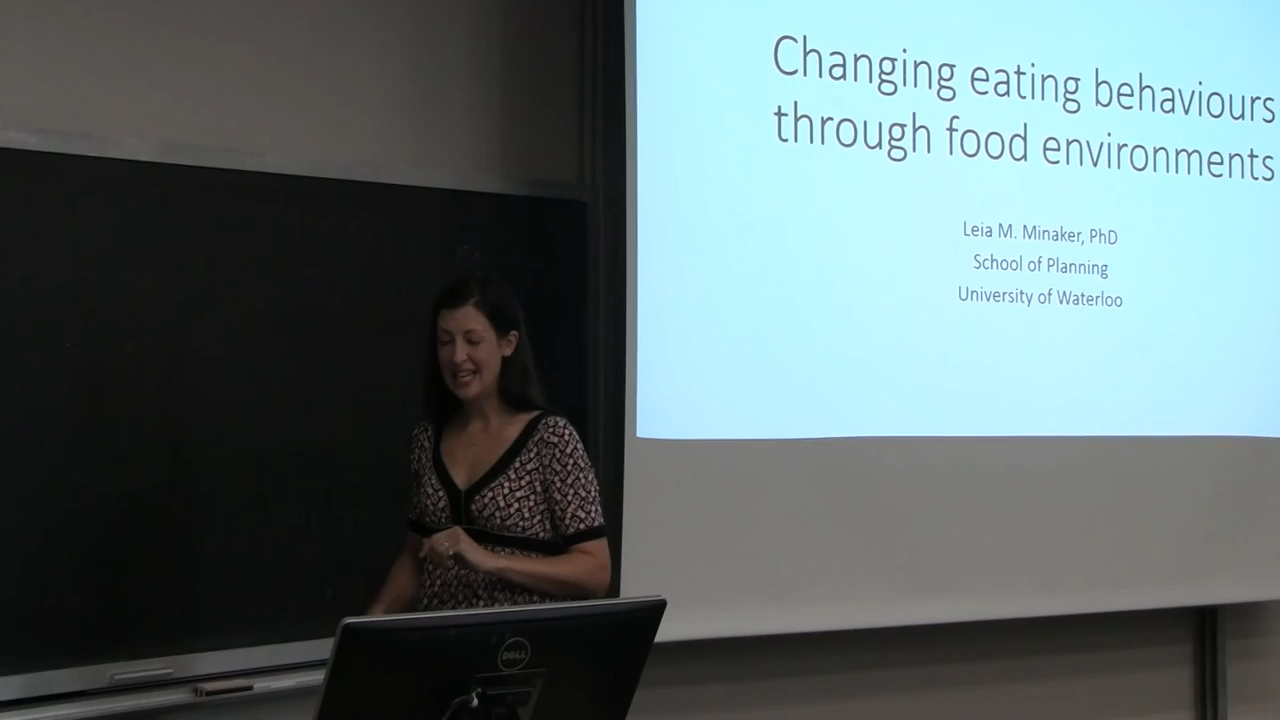 Changing eating behaviours
through food environments
Leia M. Minaker, PhD
School of Planning
University of Waterloo
DELL